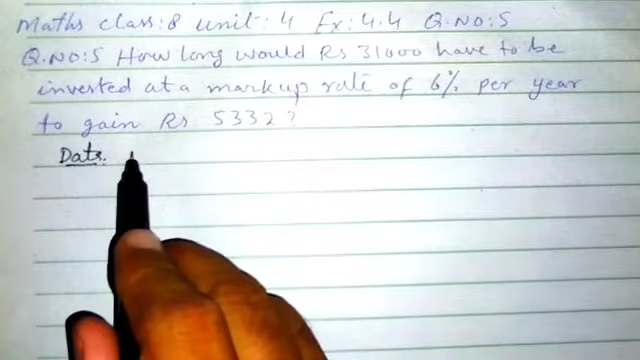 Maths class:8 unit:4 Ex:4.4 Q.NO:5
Q.NO:5 How long would Rs 31000 have to be
invested at a markup rate of 6% per year
to gain Rs 5332?
Data.